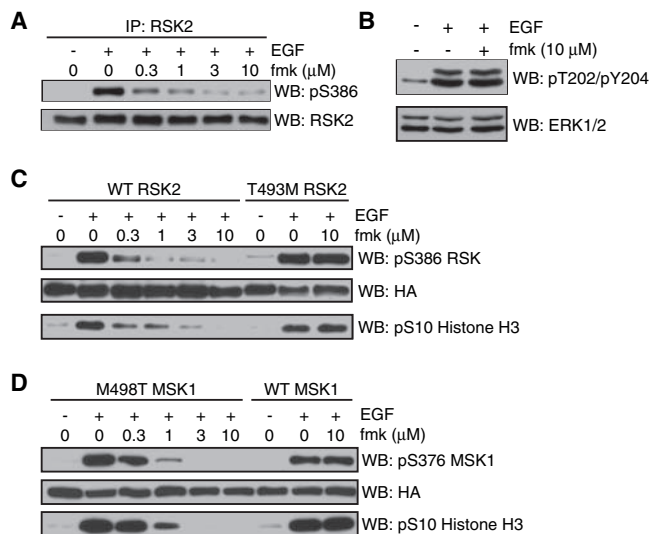 A
IP: RSK2
- + + + + + EGF
0 0 0.3 1 3 10 fmk (μM)
WB: pS386
WB: RSK2
B
- + + EGF
- - + fmk (10 μM)
WB: pT202/pY204
WB: ERK1/2
C
WT RSK2 T493M RSK2
- + + + + + - + + EGF
0 0 0.3 1 3 10 0 0 10 fmk (μM)
WB: pS386 RSK
WB: HA
WB: pS10 Histone H3
D
M498T MSK1 WT MSK1
- + + + + + - + + EGF
0 0 0.3 1 3 10 0 0 10 fmk (μM)
WB: pS376 MSK1
WB: HA
WB: pS10 Histone H3